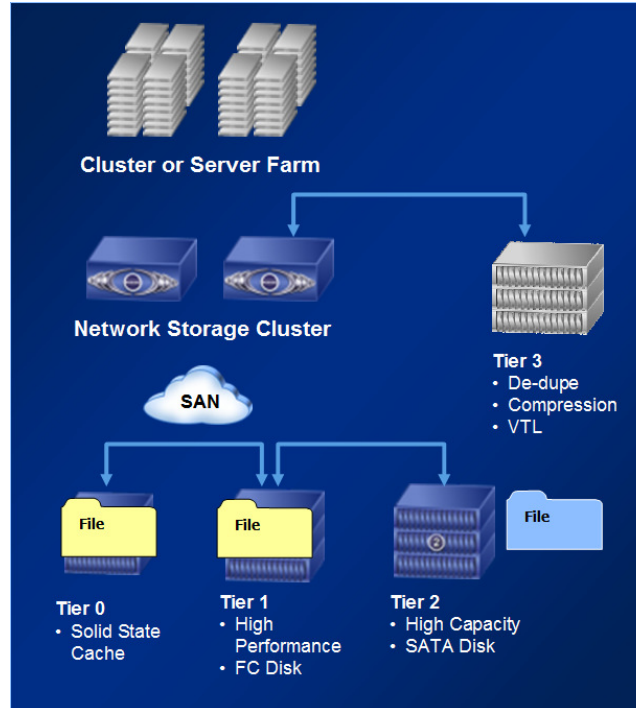 Cluster or Server Farm
Network Storage Cluster
Tier 3
• De-dupe
• Compression
• VTL
SAN
File
File
File
2
Tier 0
• Solid State
Cache
Tier 1
• High
Performance
• FC Disk
Tier 2
• High Capacity
• SATA Disk